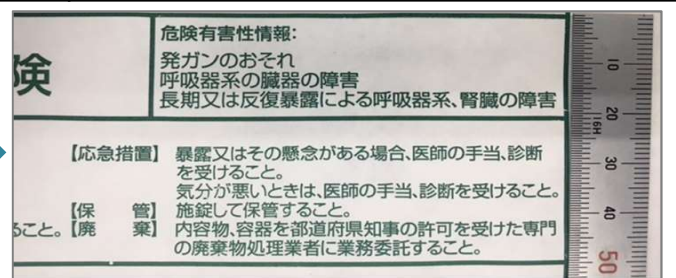 険
危険有害性情報:
発ガンのおそれ
呼吸器系の臓器の障害
長期又は反復暴露による呼吸器系、腎臓の障害
【応急措置】 暴露又はその懸念がある場合、医師の手当、診断
を受けること。
気分が悪いときは、医師の手当、診断を受けること。
【保　　管】 施錠して保管すること。
ること。【廃　　棄】 内容物、容器を都道府県知事の許可を受けた専門
の廃棄物処理業者に業務委託すること。
10
20
16H
30
40
50